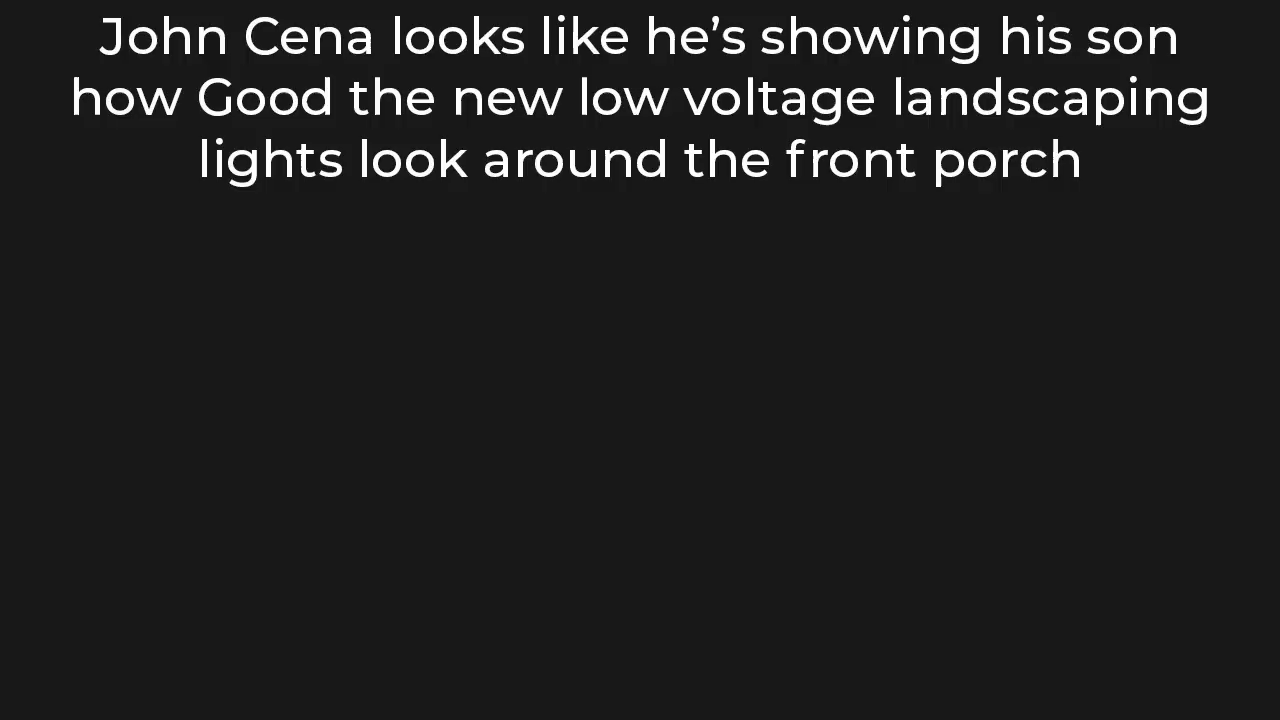 John Cena looks like he’s showing his son
how Good the new low voltage landscaping
lights look around the front porch